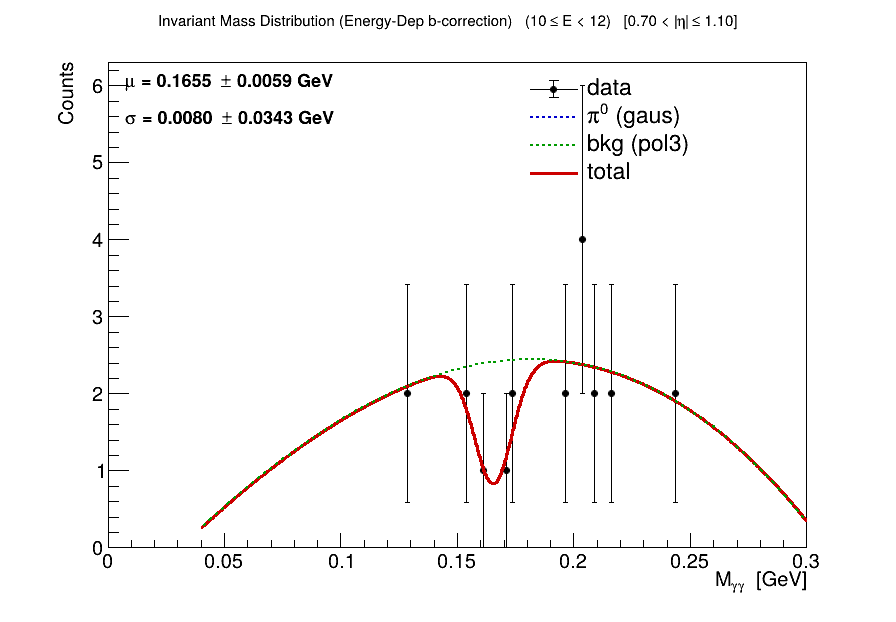 Invariant Mass Distribution (Energy-Dep b-correction) (10 ≤ E < 12) [0.70 < |η| ≤ 1.10]
Counts
μ = 0.1655 ± 0.0059 GeV
σ = 0.0080 ± 0.0343 GeV
data
π⁰ (gaus)
bkg (pol3)
total
6
5
4
3
2
1
0
0 0.05 0.1 0.15 0.2 0.25 0.3
M_γγ [GeV]